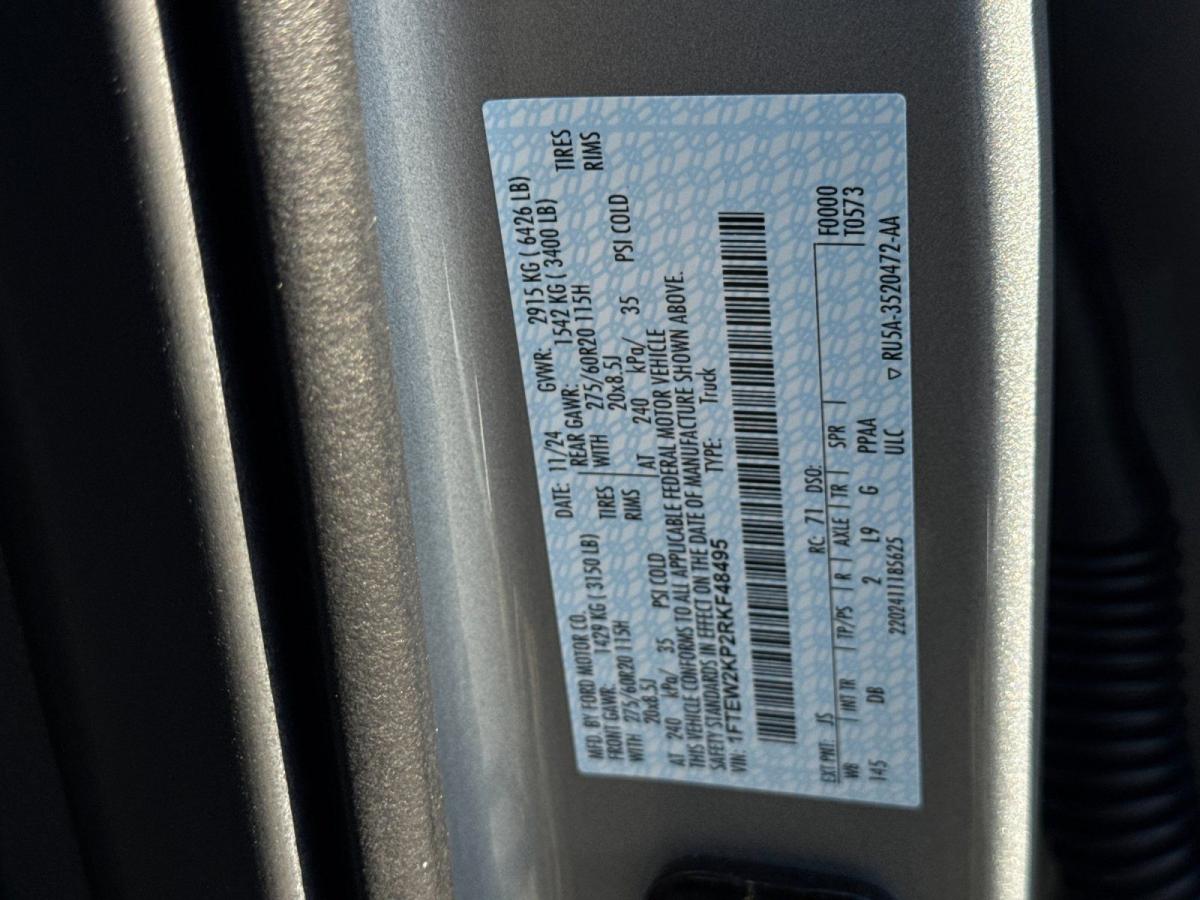 MFD. BY FORD MOTOR CO.
DATE: 11/24 GVWR: 2915 KG ( 6426 LB)
FRONT GAWR: 1429 KG ( 3150 LB) REAR GAWR: 1542 KG ( 3400 LB)
WITH 275/60R20 115H TIRES WITH 275/60R20 115H TIRES
20x8.5J RIMS 20x8.5J RIMS
AT 240 kPa/ 35 PSI COLD AT 240 kPa/ 35 PSI COLD
THIS VEHICLE CONFORMS TO ALL APPLICABLE FEDERAL MOTOR VEHICLE
SAFETY STANDARDS IN EFFECT ON THE DATE OF MANUFACTURE SHOWN ABOVE.
VIN: 1FTEW2KP2RKF48495 TYPE: Truck
EXT PNT: JS RC: 71 DSO: F0000
WB INT TR TP/PS R AXLE TR SPR T0573
145 DB 2 L9 G PPAA
22024111185625 ULC ▽ RU5A-3520472-AA